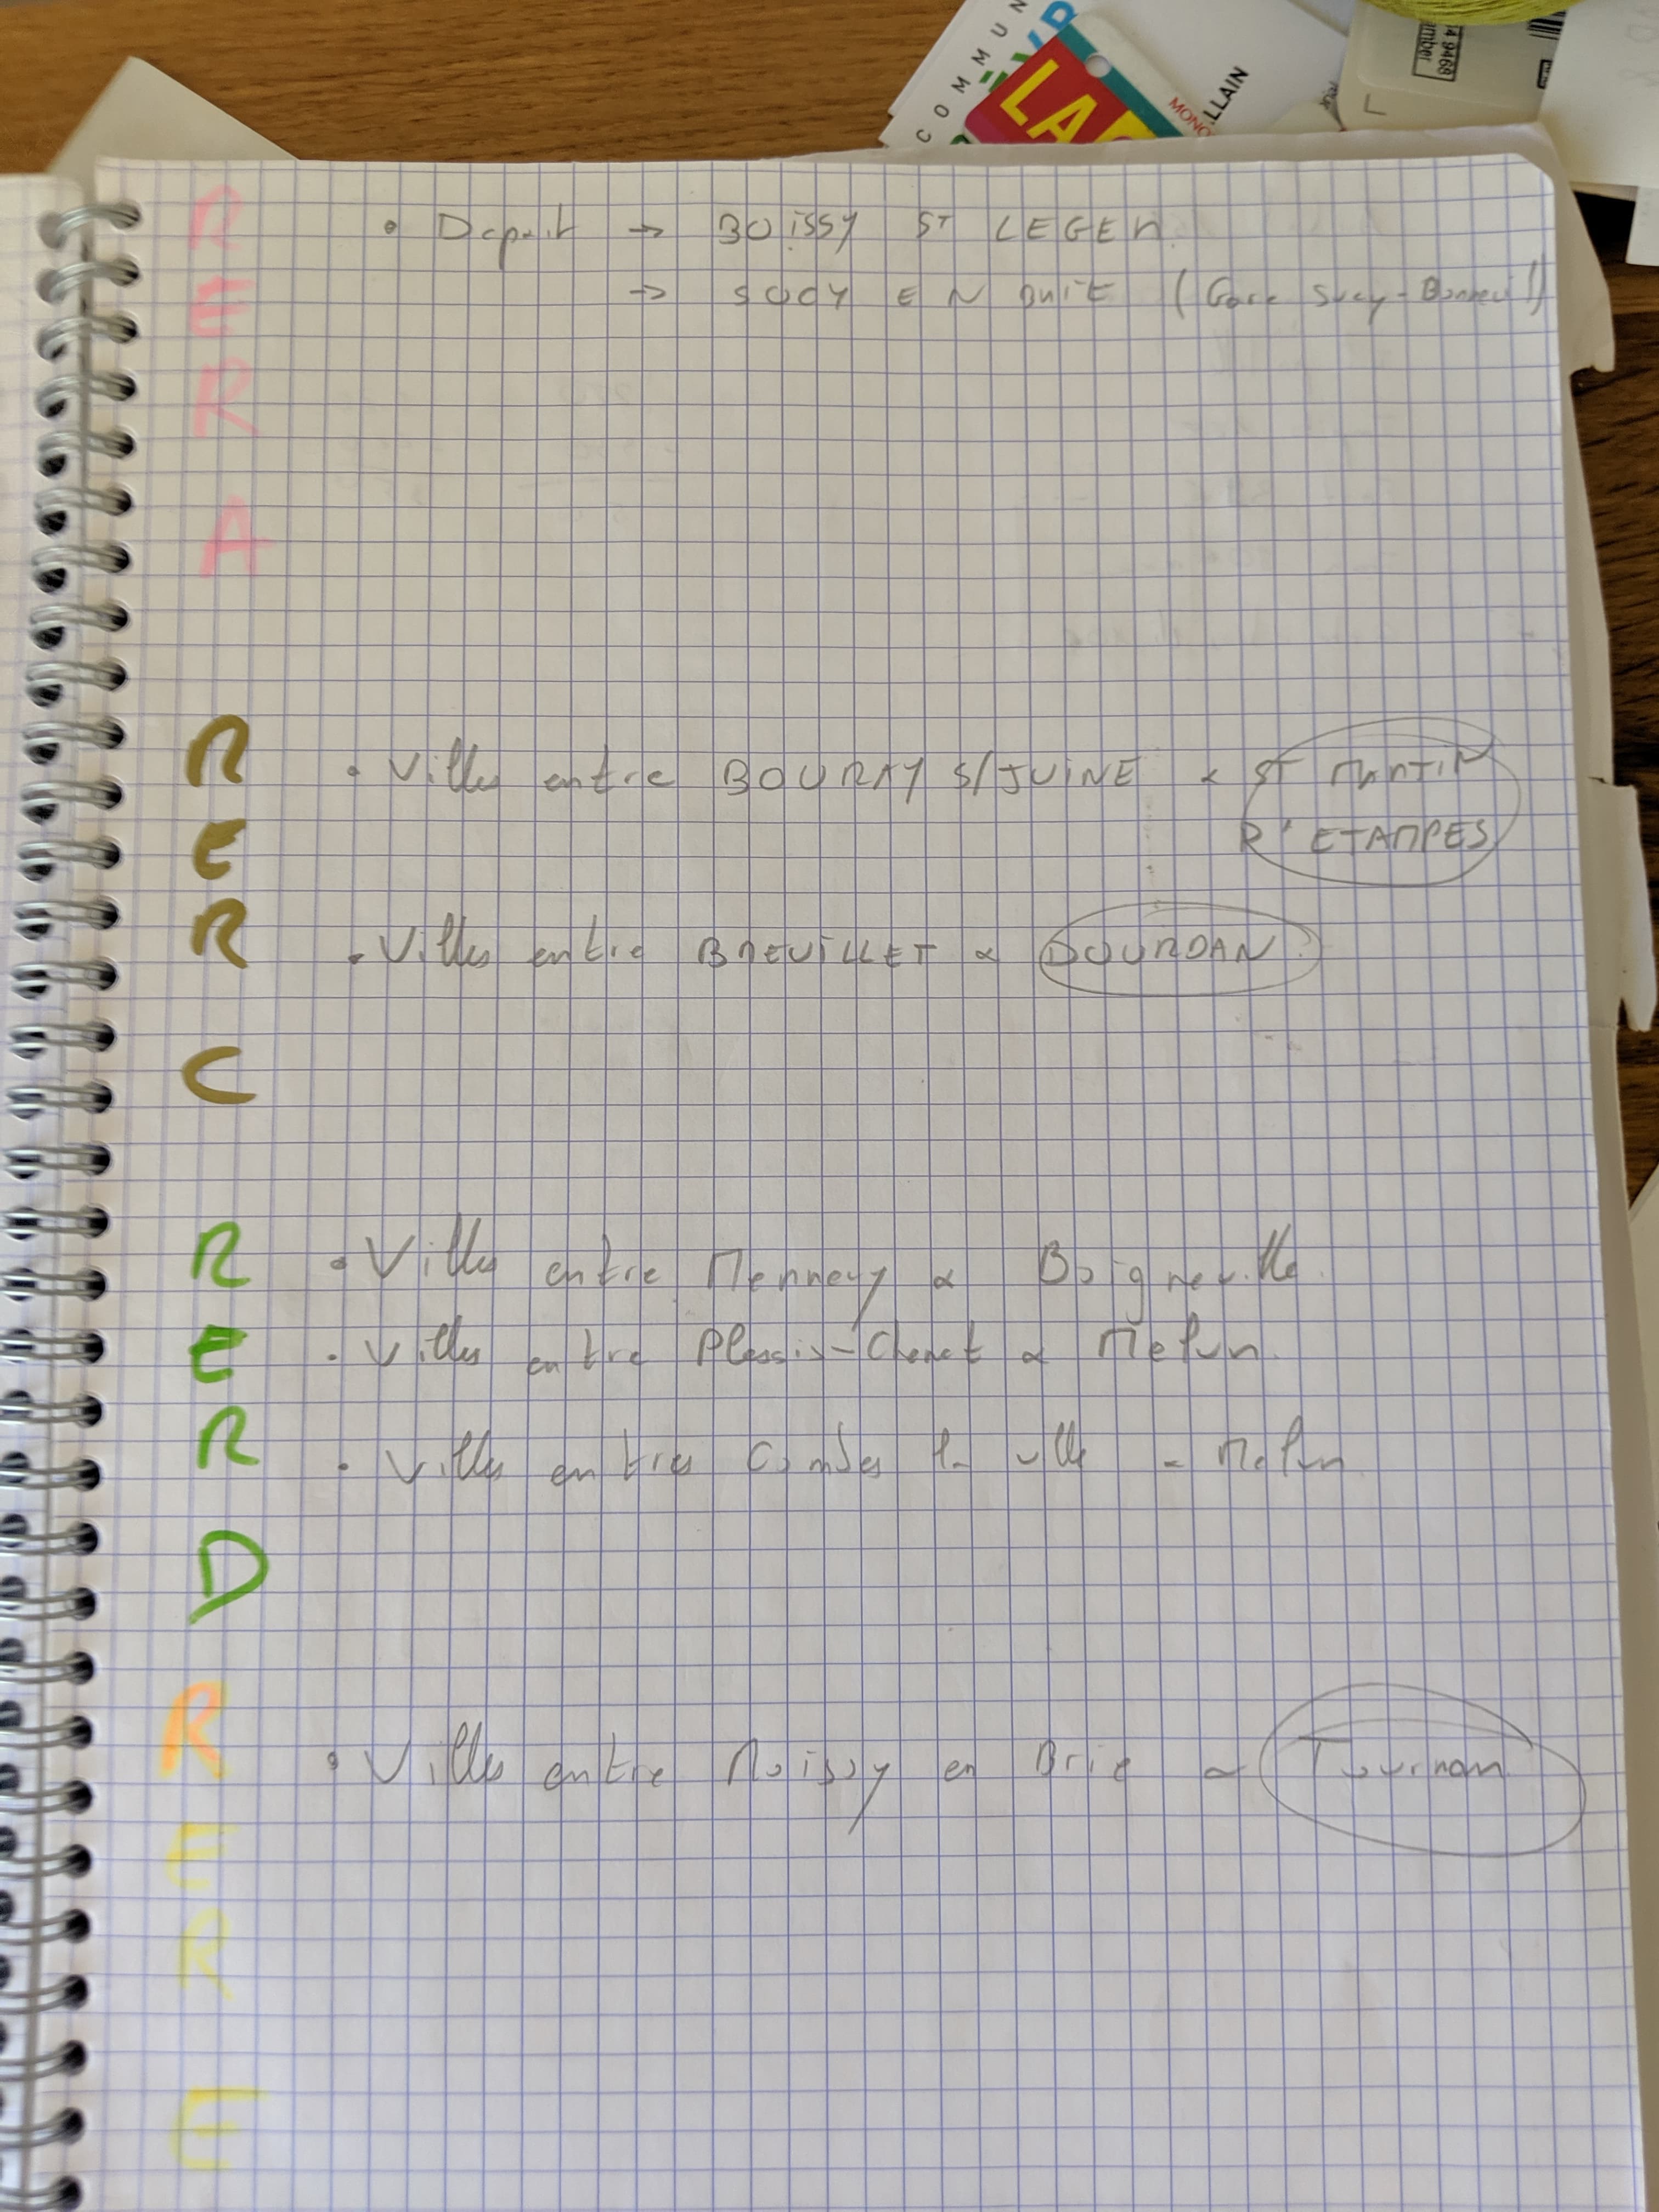 COMMUN
LA
MONO
LLAIN
14 9468
mber
RER A
• Depart → BOISSY ST LEGER
→ SUCY EN BRIE (Gare Sucy-Bonneuil)
RER C
• Villes entre BOURAY S/JUINE & ST MARTIN
D'ETAMPES
• Villes entre BREUILLET & DOURDAN.
RER D
• Villes entre Mennecy & Boigneville.
• Villes entre Plessis-Chenet & Melun.
• Villes entres Combs la ville - Melun.
RER E
• Villes entre Roissy en Brie - Tournan.